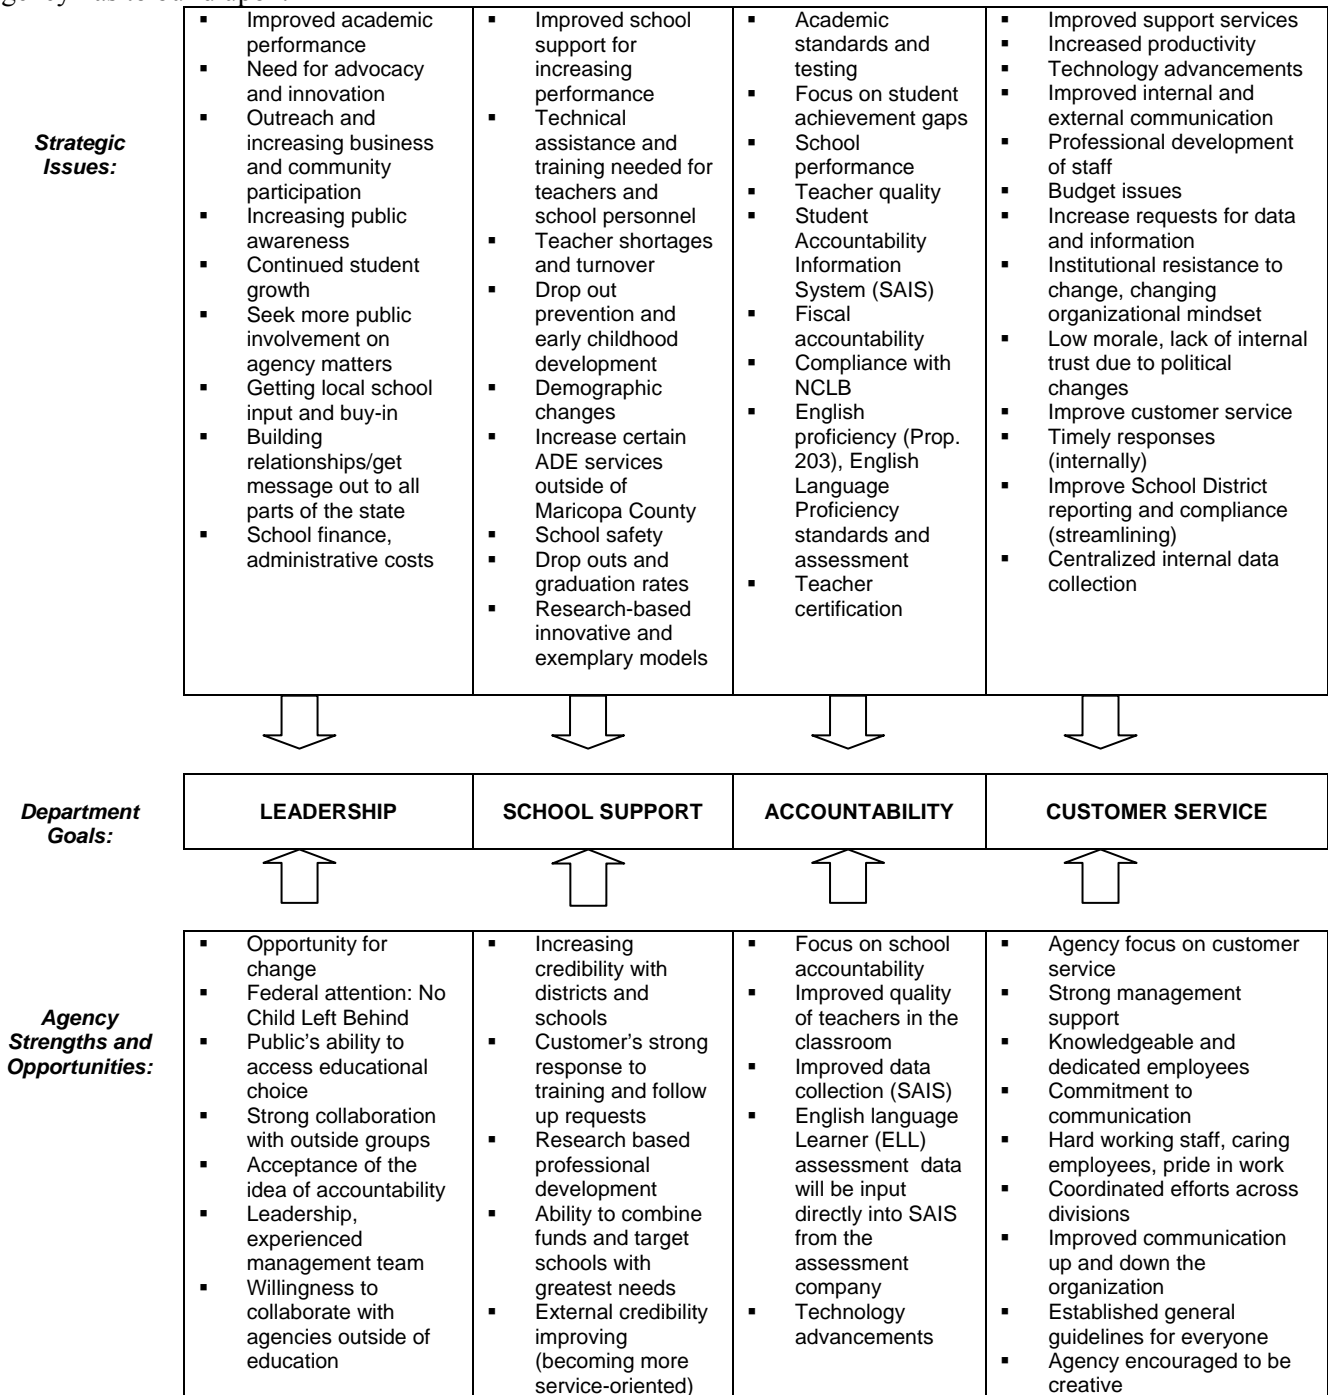 Strategic
Issues:
▪ Improved academic
performance
▪ Need for advocacy
and innovation
▪ Outreach and
increasing business
and community
participation
▪ Increasing public
awareness
▪ Continued student
growth
▪ Seek more public
involvement on
agency matters
▪ Getting local school
input and buy-in
▪ Building
relationships/get
message out to all
parts of the state
▪ School finance,
administrative costs
▪ Improved school
support for
increasing
performance
▪ Technical
assistance and
training needed for
teachers and
school personnel
▪ Teacher shortages
and turnover
▪ Drop out
prevention and
early childhood
development
▪ Demographic
changes
▪ Increase certain
ADE services
outside of
Maricopa County
▪ School safety
▪ Drop outs and
graduation rates
▪ Research-based
innovative and
exemplary models
▪ Academic
standards and
testing
▪ Focus on student
achievement gaps
▪ School
performance
▪ Teacher quality
▪ Student
Accountability
Information
System (SAIS)
▪ Fiscal
accountability
▪ Compliance with
NCLB
▪ English
proficiency (Prop.
203), English
Language
Proficiency
standards and
assessment
▪ Teacher
certification
▪ Improved support services
▪ Increased productivity
▪ Technology advancements
▪ Improved internal and
external communication
▪ Professional development
of staff
▪ Budget issues
▪ Increase requests for data
and information
▪ Institutional resistance to
change, changing
organizational mindset
▪ Low morale, lack of internal
trust due to political
changes
▪ Improve customer service
▪ Timely responses
(internally)
▪ Improve School District
reporting and compliance
(streamlining)
▪ Centralized internal data
collection
Department
Goals:
LEADERSHIP
SCHOOL SUPPORT
ACCOUNTABILITY
CUSTOMER SERVICE
Agency
Strengths and
Opportunities:
▪ Opportunity for
change
▪ Federal attention: No
Child Left Behind
▪ Public's ability to
access educational
choice
▪ Strong collaboration
with outside groups
▪ Acceptance of the
idea of accountability
▪ Leadership,
experienced
management team
▪ Willingness to
collaborate with
agencies outside of
education
▪ Increasing
credibility with
districts and
schools
▪ Customer's strong
response to
training and follow
up requests
▪ Research based
professional
development
▪ Ability to combine
funds and target
schools with
greatest needs
▪ External credibility
improving
(becoming more
service-oriented)
▪ Focus on school
accountability
▪ Improved quality
of teachers in the
classroom
▪ Improved data
collection (SAIS)
▪ English language
Learner (ELL)
assessment data
will be input
directly into SAIS
from the
assessment
company
▪ Technology
advancements
▪ Agency focus on customer
service
▪ Strong management
support
▪ Knowledgeable and
dedicated employees
▪ Commitment to
communication
▪ Hard working staff, caring
employees, pride in work
▪ Coordinated efforts across
divisions
▪ Improved communication
up and down the
organization
▪ Established general
guidelines for everyone
▪ Agency encouraged to be
creative